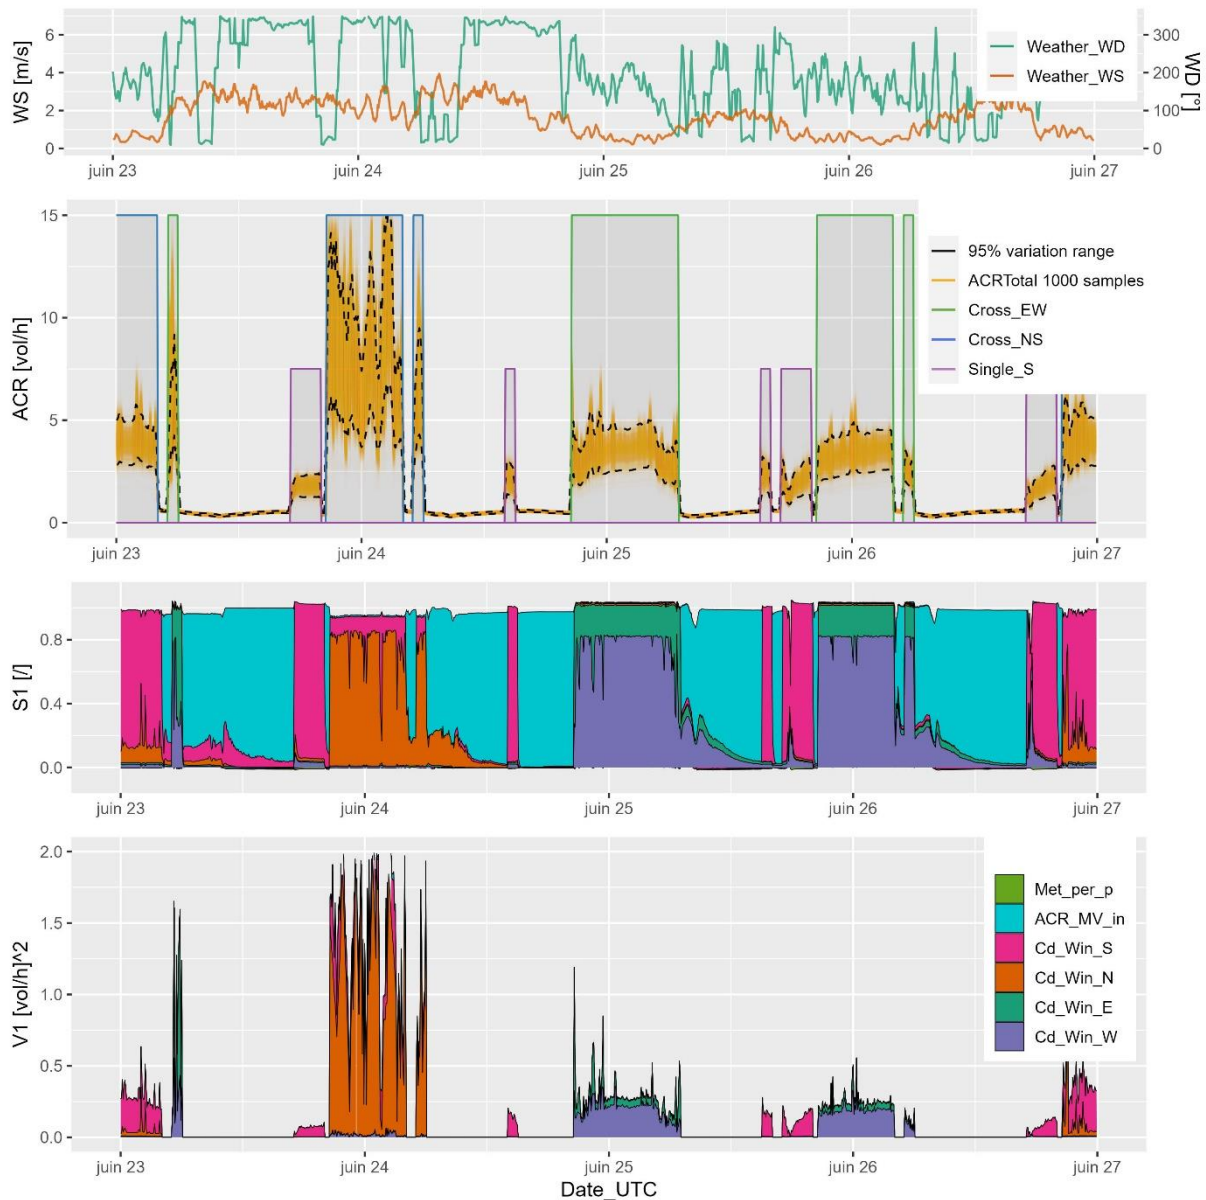 WS [m/s]
6
4
2
0
Weather_WD
Weather_WS
300
200
100
0
WD [°]
juin 23
juin 24
juin 25
juin 26
juin 27
ACR [vol/h]
15
10
5
0
95% variation range
ACRTotal 1000 samples
Cross_EW
Cross_NS
Single_S
juin 23
juin 24
juin 25
juin 26
juin 27
S1 [/]
0.8
0.4
0.0
juin 23
juin 24
juin 25
juin 26
juin 27
V1 [vol/h]^2
2.0
1.5
1.0
0.5
0.0
Met_per_p
ACR_MV_in
Cd_Win_S
Cd_Win_N
Cd_Win_E
Cd_Win_W
juin 23
juin 24
juin 25
juin 26
juin 27
Date_UTC